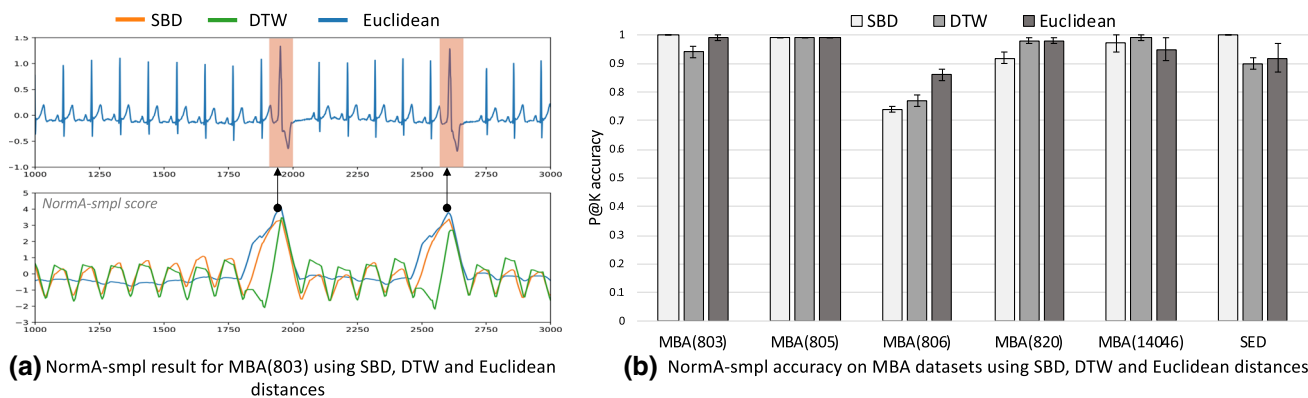 SBD DTW Euclidean
1.5
1.0
0.5
0.0
−0.5
−1.0
1000 1250 1500 1750 2000 2250 2500 2750 3000
NormA-smpl score
5
4
3
2
1
0
−1
−2
−3
1000 1250 1500 1750 2000 2250 2500 2750 3000
(a) NormA-smpl result for MBA(803) using SBD, DTW and Euclidean
distances
SBD DTW Euclidean
P@K accuracy
1
0.9
0.8
0.7
0.6
0.5
0.4
0.3
0.2
0.1
0
MBA(803) MBA(805) MBA(806) MBA(820) MBA(14046) SED
(b) NormA-smpl accuracy on MBA datasets using SBD, DTW and Euclidean distances